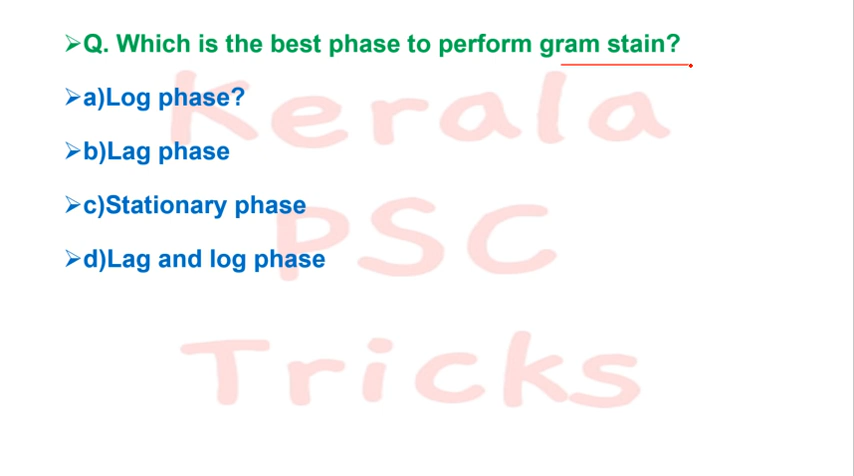 ➢Q. Which is the best phase to perform gram stain?
➢a)Log phase?
➢b)Lag phase
➢c)Stationary phase
➢d)Lag and log phase
Kerala
PSC
Tricks